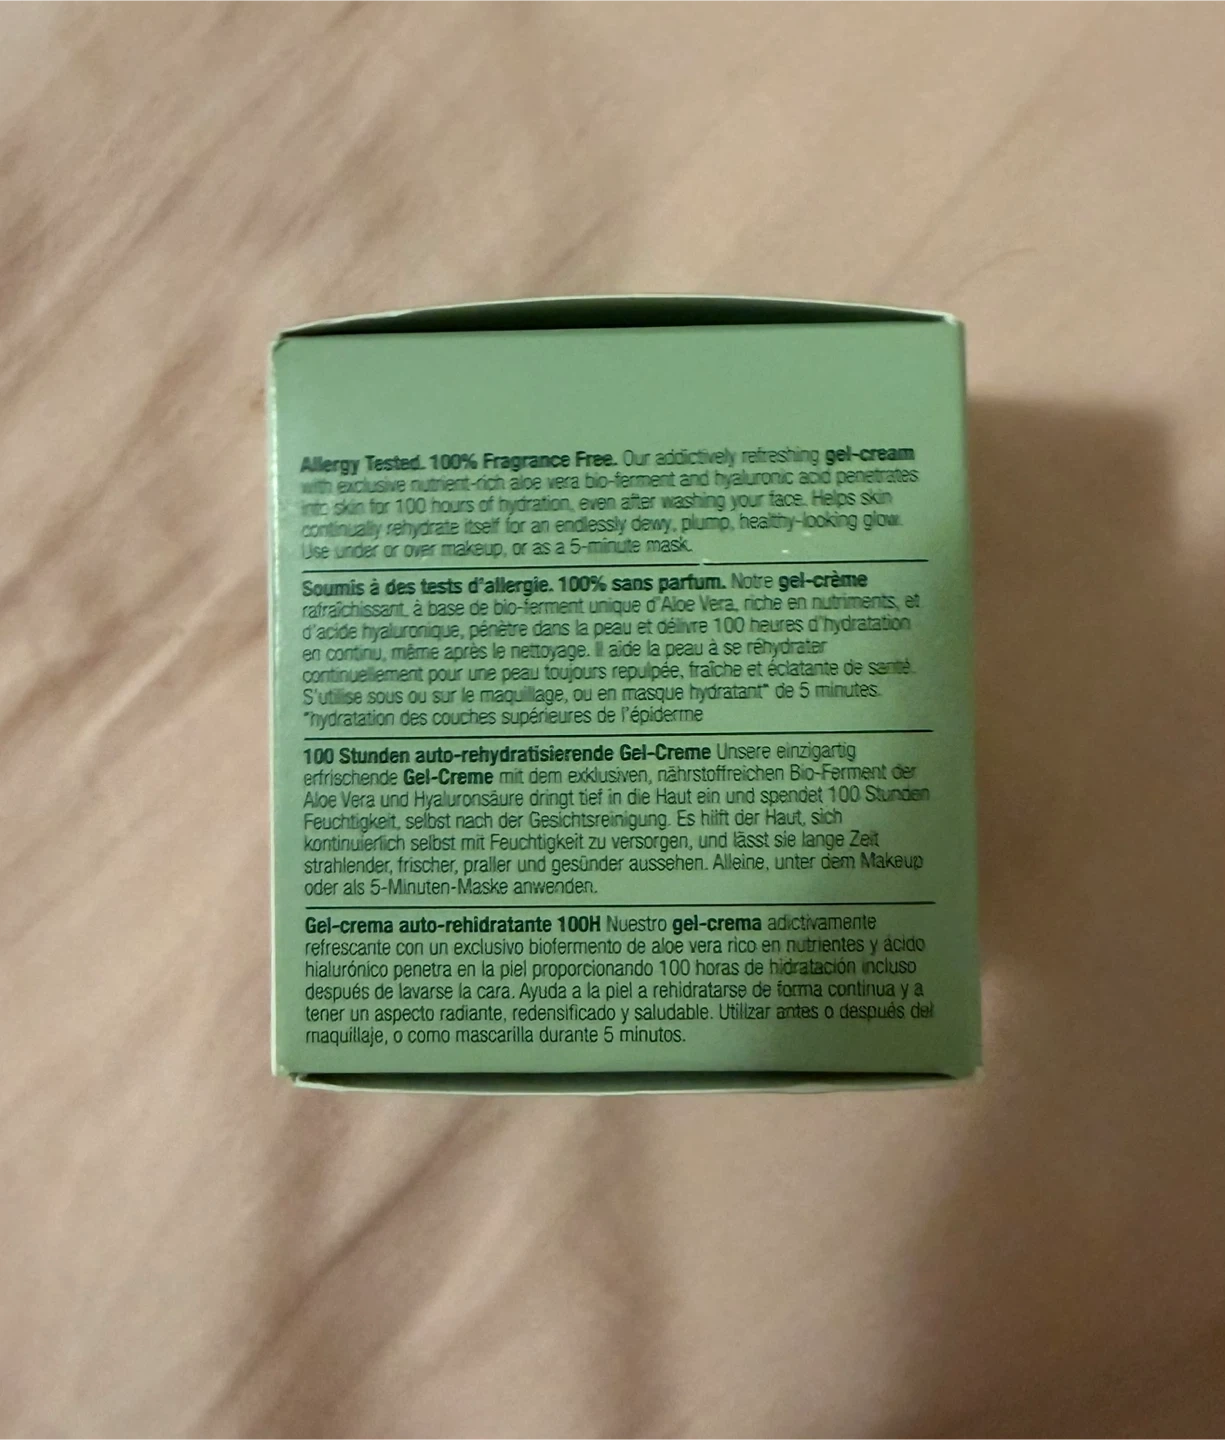 Allergy Tested. 100% Fragrance Free. Our addictively refreshing gel-cream
with exclusive nutrient-rich aloe vera bio-ferment and hyaluronic acid penetrates
into skin for 100 hours of hydration, even after washing your face. Helps skin
continually rehydrate itself for an endlessly dewy, plump, healthy-looking glow.
Use under or over makeup, or as a 5-minute mask.
Soumis à des tests d'allergie. 100% sans parfum. Notre gel-crème
rafraîchissant, à base de bio-ferment unique d'Aloe Vera, riche en nutriments, et
d'acide hyaluronique, pénètre dans la peau et délivre 100 heures d'hydratation
en continu, même après le nettoyage. Il aide la peau à se réhydrater
continuellement pour une peau toujours repulpée, fraîche et éclatante de santé.
S'utilise sous ou sur le maquillage, ou en masque hydratant* de 5 minutes.
*hydratation des couches supérieures de l'épiderme
100 Stunden auto-rehydratisierende Gel-Creme Unsere einzigartig
erfrischende Gel-Creme mit dem exklusiven, nährstoffreichen Bio-Ferment der
Aloe Vera und Hyaluronsäure dringt tief in die Haut ein und spendet 100 Stunden
Feuchtigkeit, selbst nach der Gesichtsreinigung. Es hilft der Haut, sich
kontinuierlich selbst mit Feuchtigkeit zu versorgen, und lässt sie lange Zeit
strahlender, frischer, praller und gesünder aussehen. Alleine, unter dem Makeup
oder als 5-Minuten-Maske anwenden.
Gel-crema auto-rehidratante 100H Nuestro gel-crema adictivamente
refrescante con un exclusivo biofermento de aloe vera rico en nutrientes y ácido
hialurónico penetra en la piel proporcionando 100 horas de hidratación incluso
después de lavarse la cara. Ayuda a la piel a rehidratarse de forma continua y a
tener un aspecto radiante, redensificado y saludable. Utilizar antes o después del
maquillaje, o como mascarilla durante 5 minutos.